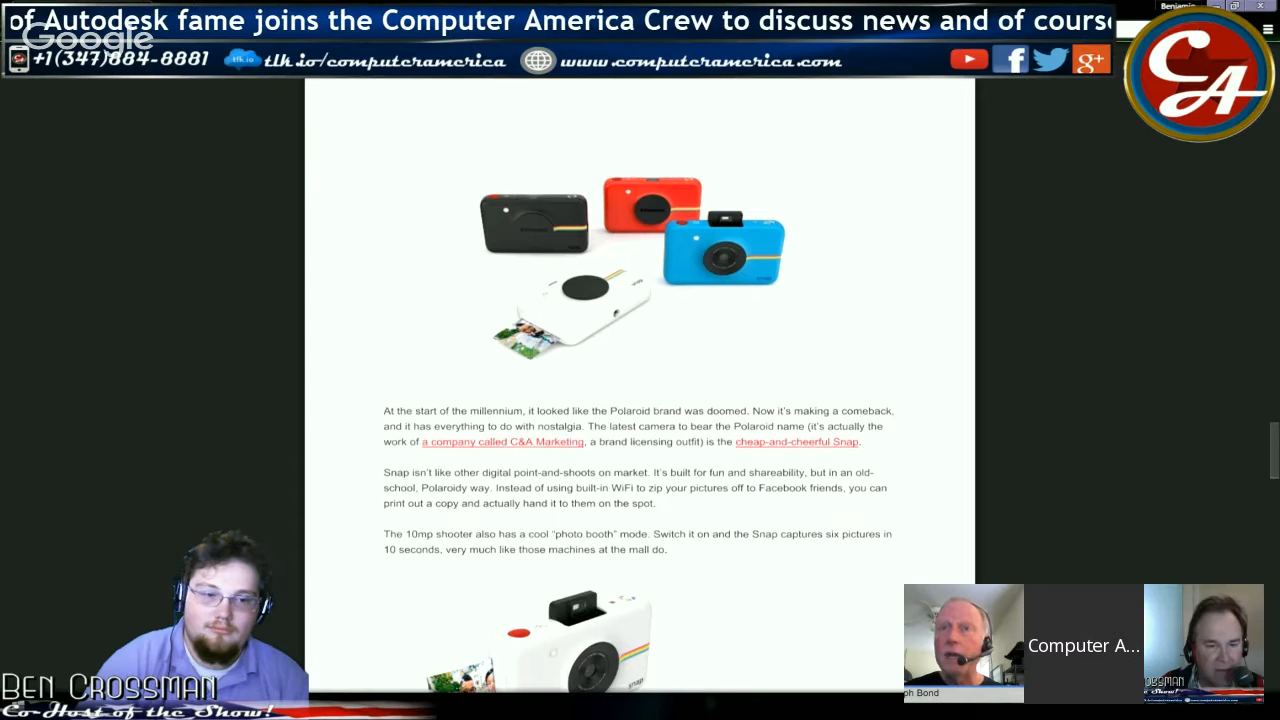 of Autodesk fame joins the Computer America Crew to discuss news and of course
Benjamin
Google
+1(347)884-8881 tlk.io/computeramerica www.computeramerica.com
CA
At the start of the millennium, it looked like the Polaroid brand was doomed. Now it's making a comeback,
and it has everything to do with nostalgia. The latest camera to bear the Polaroid name (it's actually the
work of a company called C&A Marketing, a brand licensing outfit) is the cheap-and-cheerful Snap.
Snap isn't like other digital point-and-shoots on market. It's built for fun and shareability, but in an old-
school, Polaroidy way. Instead of using built-in WiFi to zip your pictures off to Facebook friends, you can
print out a copy and actually hand it to them on the spot.
The 10mp shooter also has a cool "photo booth" mode. Switch it on and the Snap captures six pictures in
10 seconds, very much like those machines at the mall do.
snap
Computer A...
Ben Crossman
Co-Host of the Show!
ph Bond
CROSSMAN